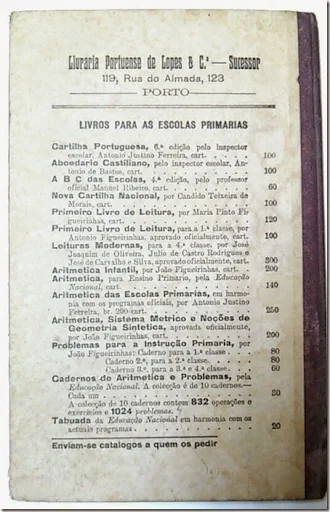 Livraria Portuense de Lopes & C.ª — Sucessor
119, Rua do Almada, 123
— PORTO —
LIVROS PARA AS ESCOLAS PRIMARIAS
Cartilha Portuguesa, 6.ª edição pelo inspector
escolar. Antonio Justino Ferreira, cart. . . 100
Abcedario Castiliano, pelo inspector escolar, An-
tonio de Bastos, cart. . . . . 100
A B C das Escolas, 4.ª edição, pelo professor
oficial Manuel Ribeiro, cart. . . . . 60
Nova Cartilha Nacional, por Candido Teixeira de
Morais, cart. . . . . 100
Primeiro Livro de Leitura, por Maria Pinto Fi-
gueirinhas, cart. . . . . 120
Primeiro Livro de Leitura, para a 1.ª classe, por
Antonio Figueirinhas, aprovado oficialmente, cart. 100
Leituras Modernas, para a 4.ª classe, por José
Joaquim de Oliveira, Julio de Castro Rodrigues e
José de Carvalho e Silva, aprovado oficialmente, cart. 300
Aritmetica Infantil, por João Figueirinhas, cart. . 200
Aritmetica, para Ensino Primario, pela Educação
Nacional, cart. . . . . 140
Aritmetica das Escolas Primarias, em harmo-
nia com os programas oficiais, por Antonio Justino
Ferreira, br. 200 cart. . . . . 250
Aritmetica, Sistema Metrico e Noções de
Geometria Sintetica, aprovada oficialmente,
por João Figueirinhas, cart. . . . 200
Problemas para a Instrução Primaria, por
João Figueirinhas: Caderno para a 1.ª classe . . 80
Caderno 2.ª, para a 2.ª classe. . . 80
Caderno 3.ª, para a 3.ª e 4.ª classe. . 60
Cadernos de Aritmetica e Problemas, pela
Educação Nacional. A colecção é de 10 cadernos—
Cada um . . . . 30
A colecção de 10 cadernos contem 832 operações e
exercicios e 1024 problemas.
Tabuada da Educação Nacional em harmonia com os
actuais programas . . . . 20
Enviam-se catalogos a quem os pedir